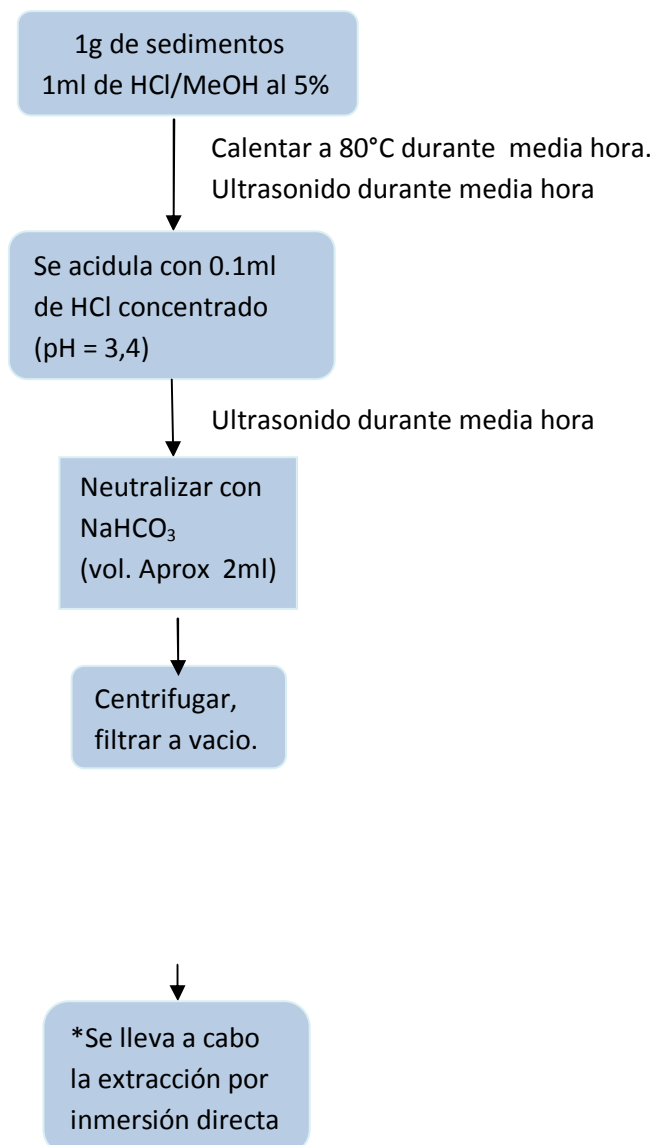 1g de sedimentos
1ml de HCl/MeOH al 5%
Calentar a 80°C durante media hora.
Ultrasonido durante media hora
Se acidula con 0.1ml
de HCl concentrado
(pH = 3,4)
Ultrasonido durante media hora
Neutralizar con
NaHCO₃
(vol. Aprox 2ml)
Centrifugar,
filtrar a vacio.
*Se lleva a cabo
la extracción por
inmersión directa